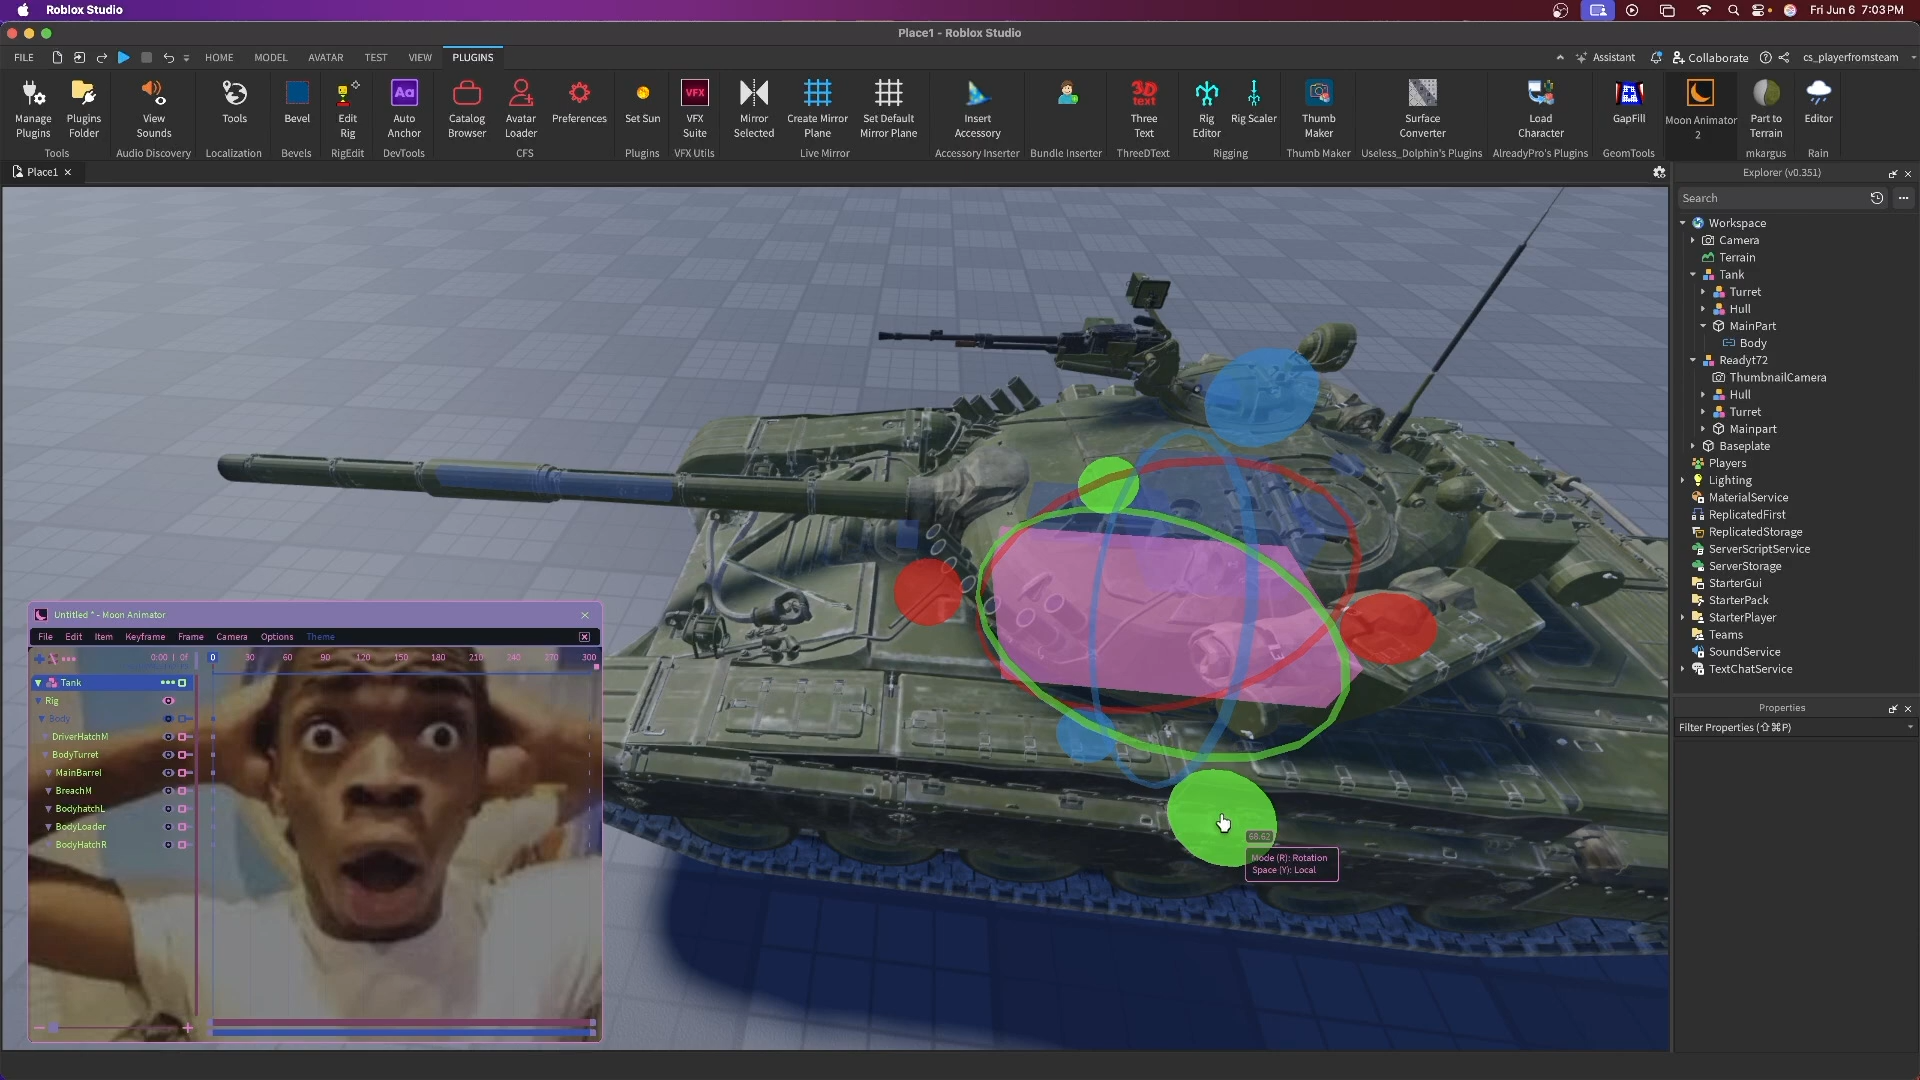 Roblox Studio
Fri Jun 6 7:03 PM
Place1 - Roblox Studio
FILE HOME MODEL AVATAR TEST VIEW PLUGINS Assistant Collaborate cs_playerfromsteam
Manage Plugins
Plugins Folder
View Sounds
Tools
Bevel
Edit Rig
Auto Anchor
Catalog Browser
Avatar Loader
Preferences
Set Sun
VFX
VFX Suite
Mirror Selected
Create Mirror Plane
Set Default Mirror Plane
Insert Accessory
3D text
Three Text
Rig Editor
Rig Scaler
Thumb Maker
Surface Converter
Load Character
GapFill
Moon Animator 2
Part to Terrain
Editor
Tools Audio Discovery Localization Bevels RigEdit DevTools CFS Plugins VFX Utils Live Mirror Accessory Inserter Bundle Inserter ThreeDText Rigging Thumb Maker Useless_Dolphin's Plugins AlreadyPro's Plugins GeomTools mkargus Rain
Place1
Explorer (v0.351)
Search
Workspace
Camera
Terrain
Tank
Turret
Hull
MainPart
Body
Readyt72
ThumbnailCamera
Hull
Turret
Mainpart
Baseplate
Players
Lighting
MaterialService
ReplicatedFirst
ReplicatedStorage
ServerScriptService
ServerStorage
StarterGui
StarterPack
StarterPlayer
Teams
SoundService
TextChatService
Properties
Filter Properties (⇧⌘P)
Untitled * - Moon Animator
File Edit Item Keyframe Frame Camera Options Theme
0:00 | 0f 0 30 60 90 120 150 180 210 240 270 300
Tank
Rig
Body
DriverHatchM
BodyTurret
MainBarrel
BreachM
BodyhatchL
BodyLoader
BodyHatchR
68.62
Mode (R): Rotation
Space (Y): Local